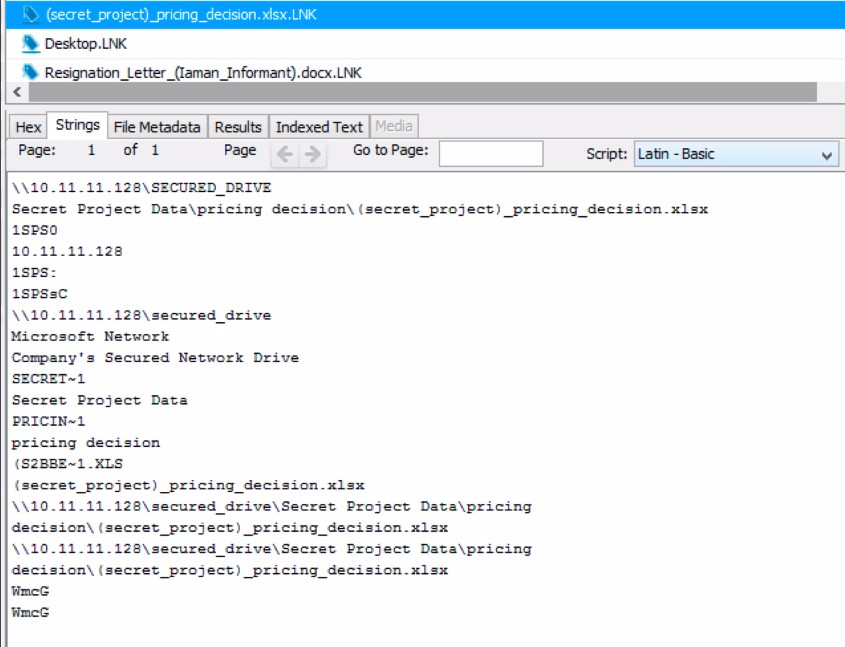 (secret_project)_pricing_decision.xlsx.LNK
Desktop.LNK
Resignation_Letter_(Iaman_Informant).docx.LNK
Hex Strings File Metadata Results Indexed Text Media
Page: 1 of 1 Page Go to Page: Script: Latin - Basic
\\10.11.11.128\SECURED_DRIVE
Secret Project Data\pricing decision\(secret_project)_pricing_decision.xlsx
1SPS0
10.11.11.128
1SPS:
1SPSsC
\\10.11.11.128\secured_drive
Microsoft Network
Company's Secured Network Drive
SECRET~1
Secret Project Data
PRICIN~1
pricing decision
(S2BBE~1.XLS
(secret_project)_pricing_decision.xlsx
\\10.11.11.128\secured_drive\Secret Project Data\pricing
decision\(secret_project)_pricing_decision.xlsx
\\10.11.11.128\secured_drive\Secret Project Data\pricing
decision\(secret_project)_pricing_decision.xlsx
WmcG
WmcG